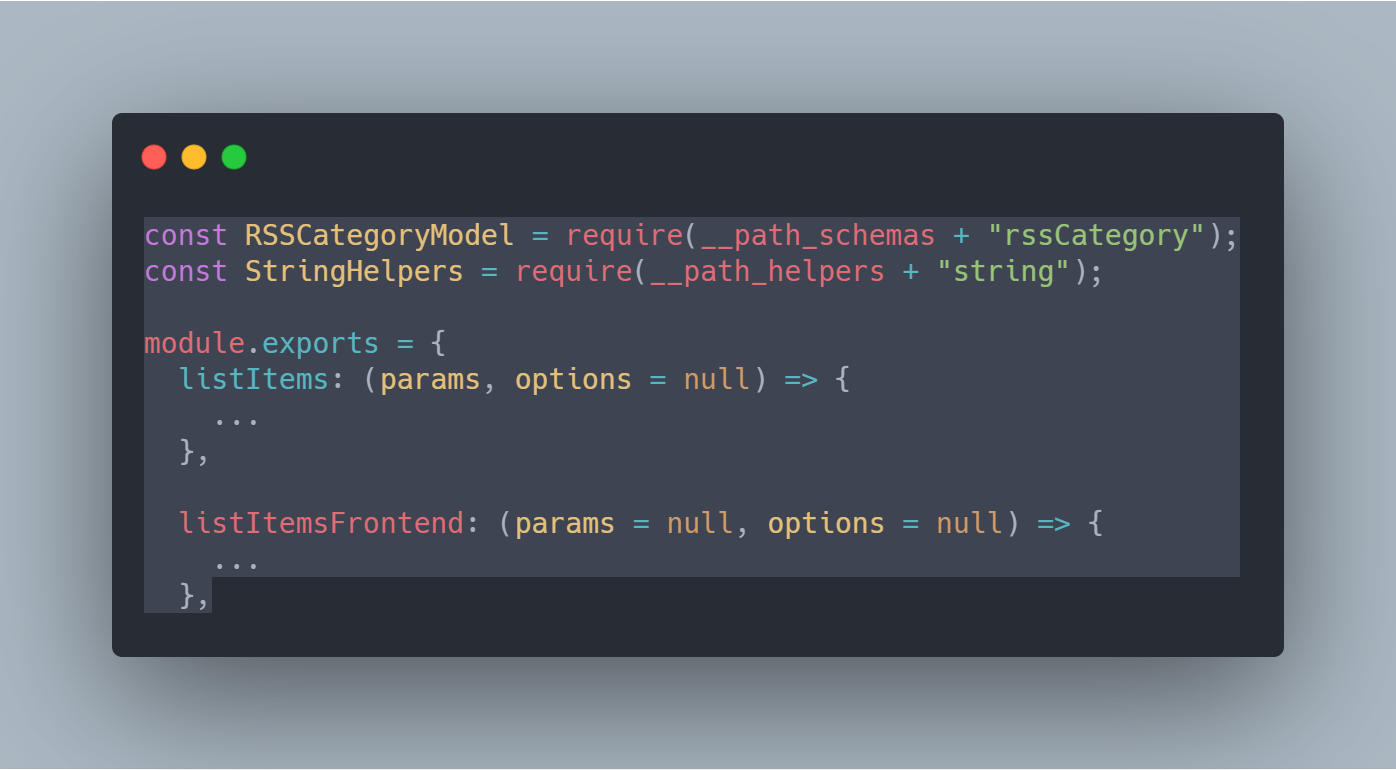 const RSSCategoryModel = require(__path_schemas + "rssCategory");
const StringHelpers = require(__path_helpers + "string");

module.exports = {
  listItems: (params, options = null) => {
    ...
  },

  listItemsFrontend: (params = null, options = null) => {
    ...
  },